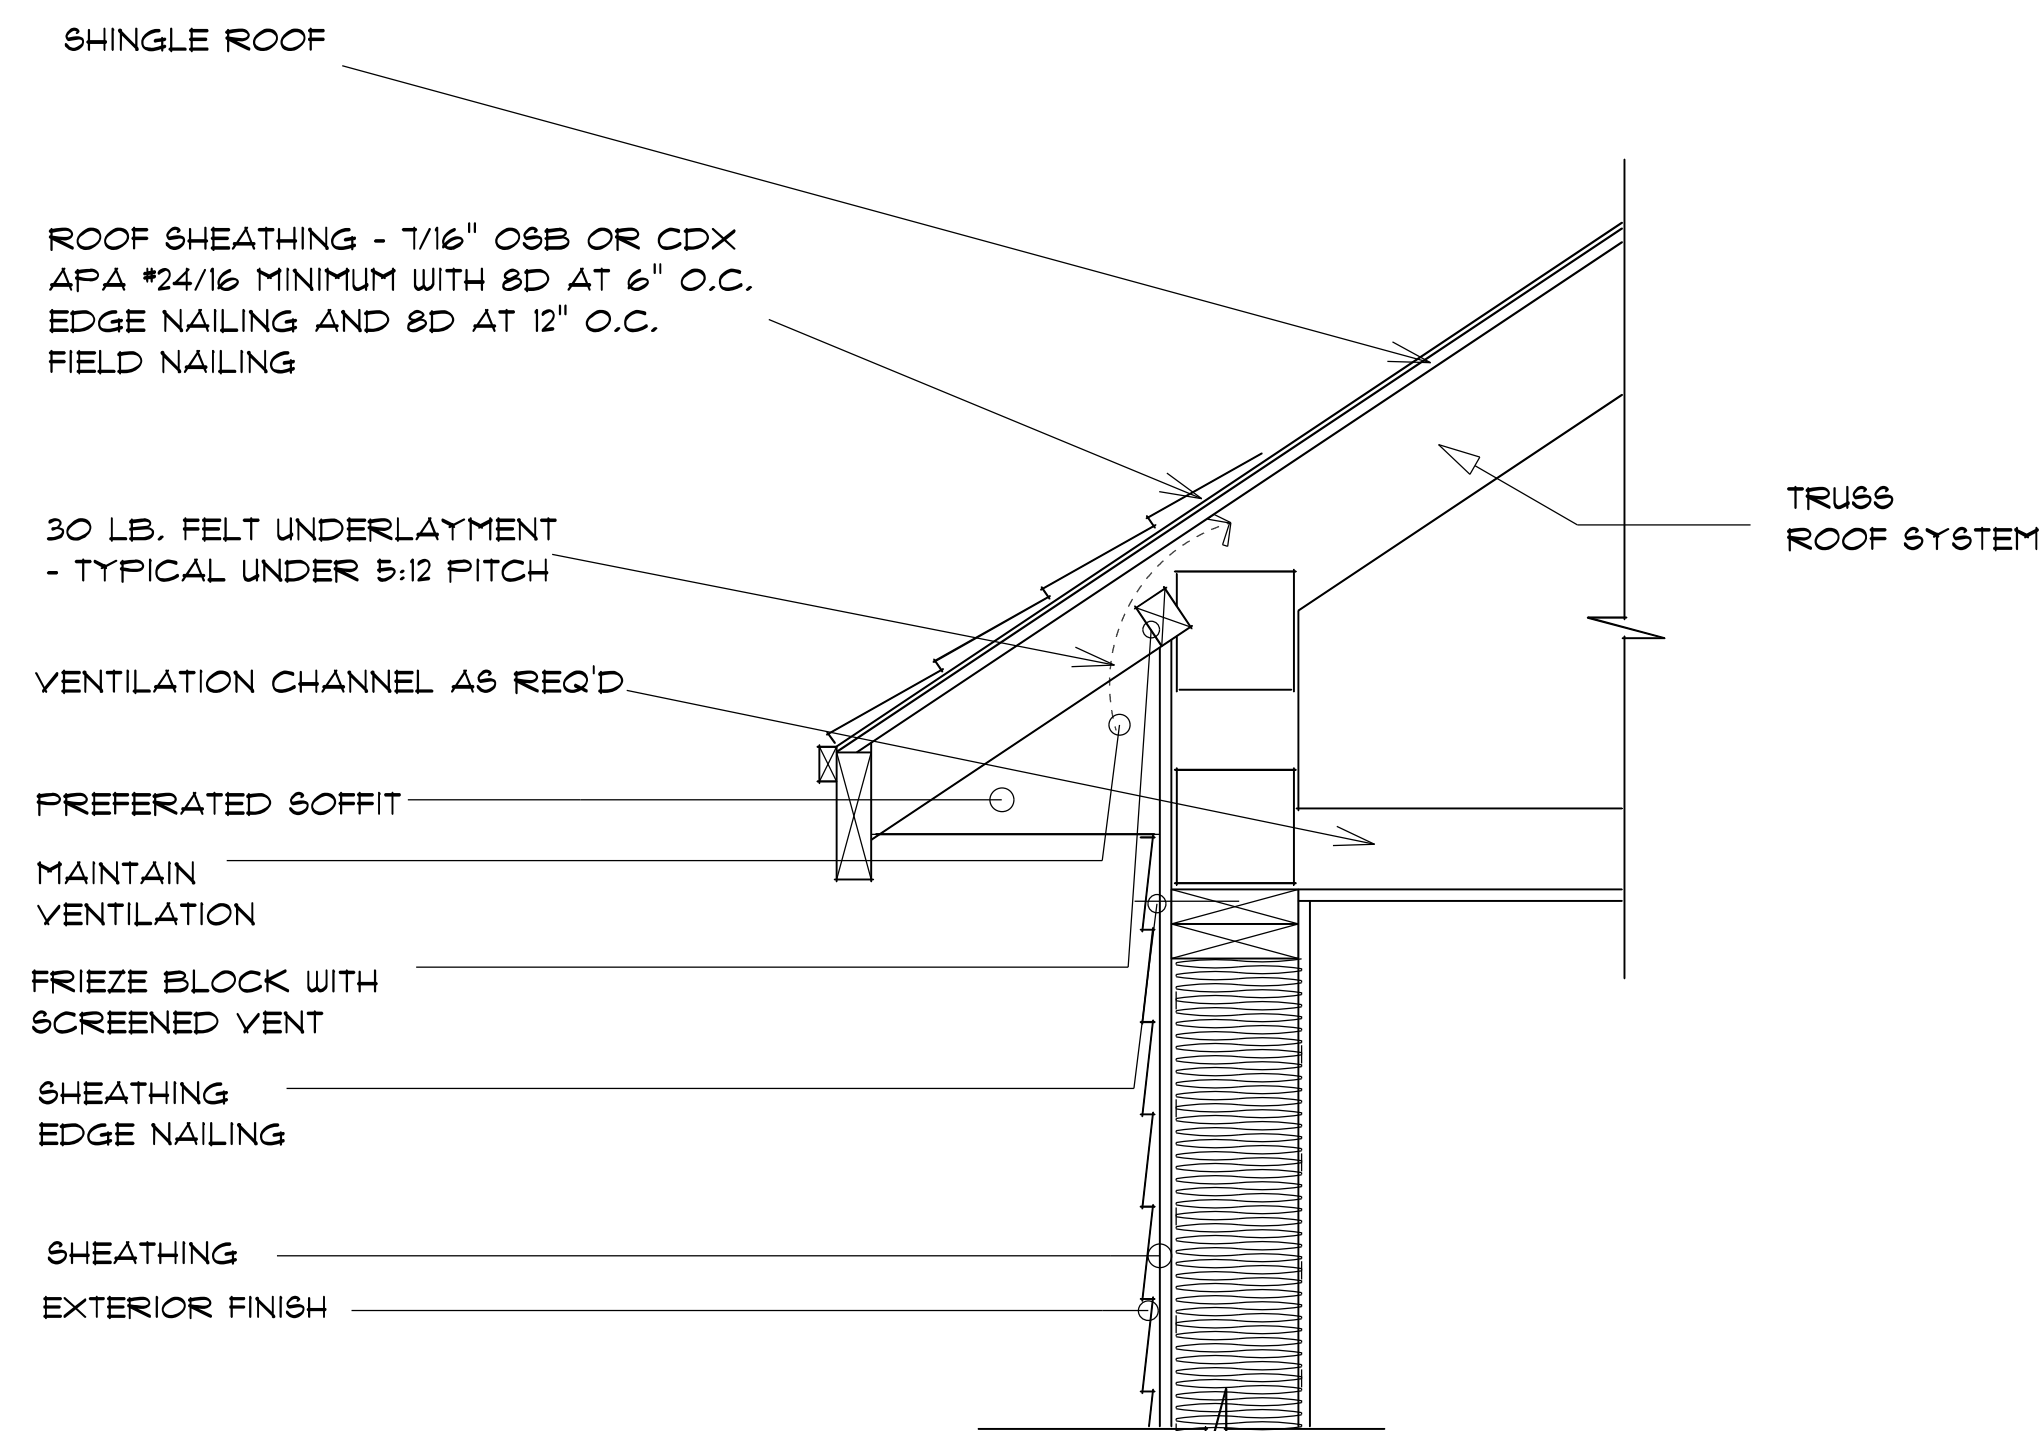 SHINGLE ROOF
ROOF SHEATHING - 7/16" OSB OR CDX
APA #24/16 MINIMUM WITH 8D AT 6" O.C.
EDGE NAILING AND 8D AT 12" O.C.
FIELD NAILING
30 LB. FELT UNDERLAYMENT
- TYPICAL UNDER 5:12 PITCH
TRUSS
ROOF SYSTEM
VENTILATION CHANNEL AS REQ'D
PREFERATED SOFFIT
MAINTAIN
VENTILATION
FRIEZE BLOCK WITH
SCREENED VENT
SHEATHING
EDGE NAILING
SHEATHING
EXTERIOR FINISH